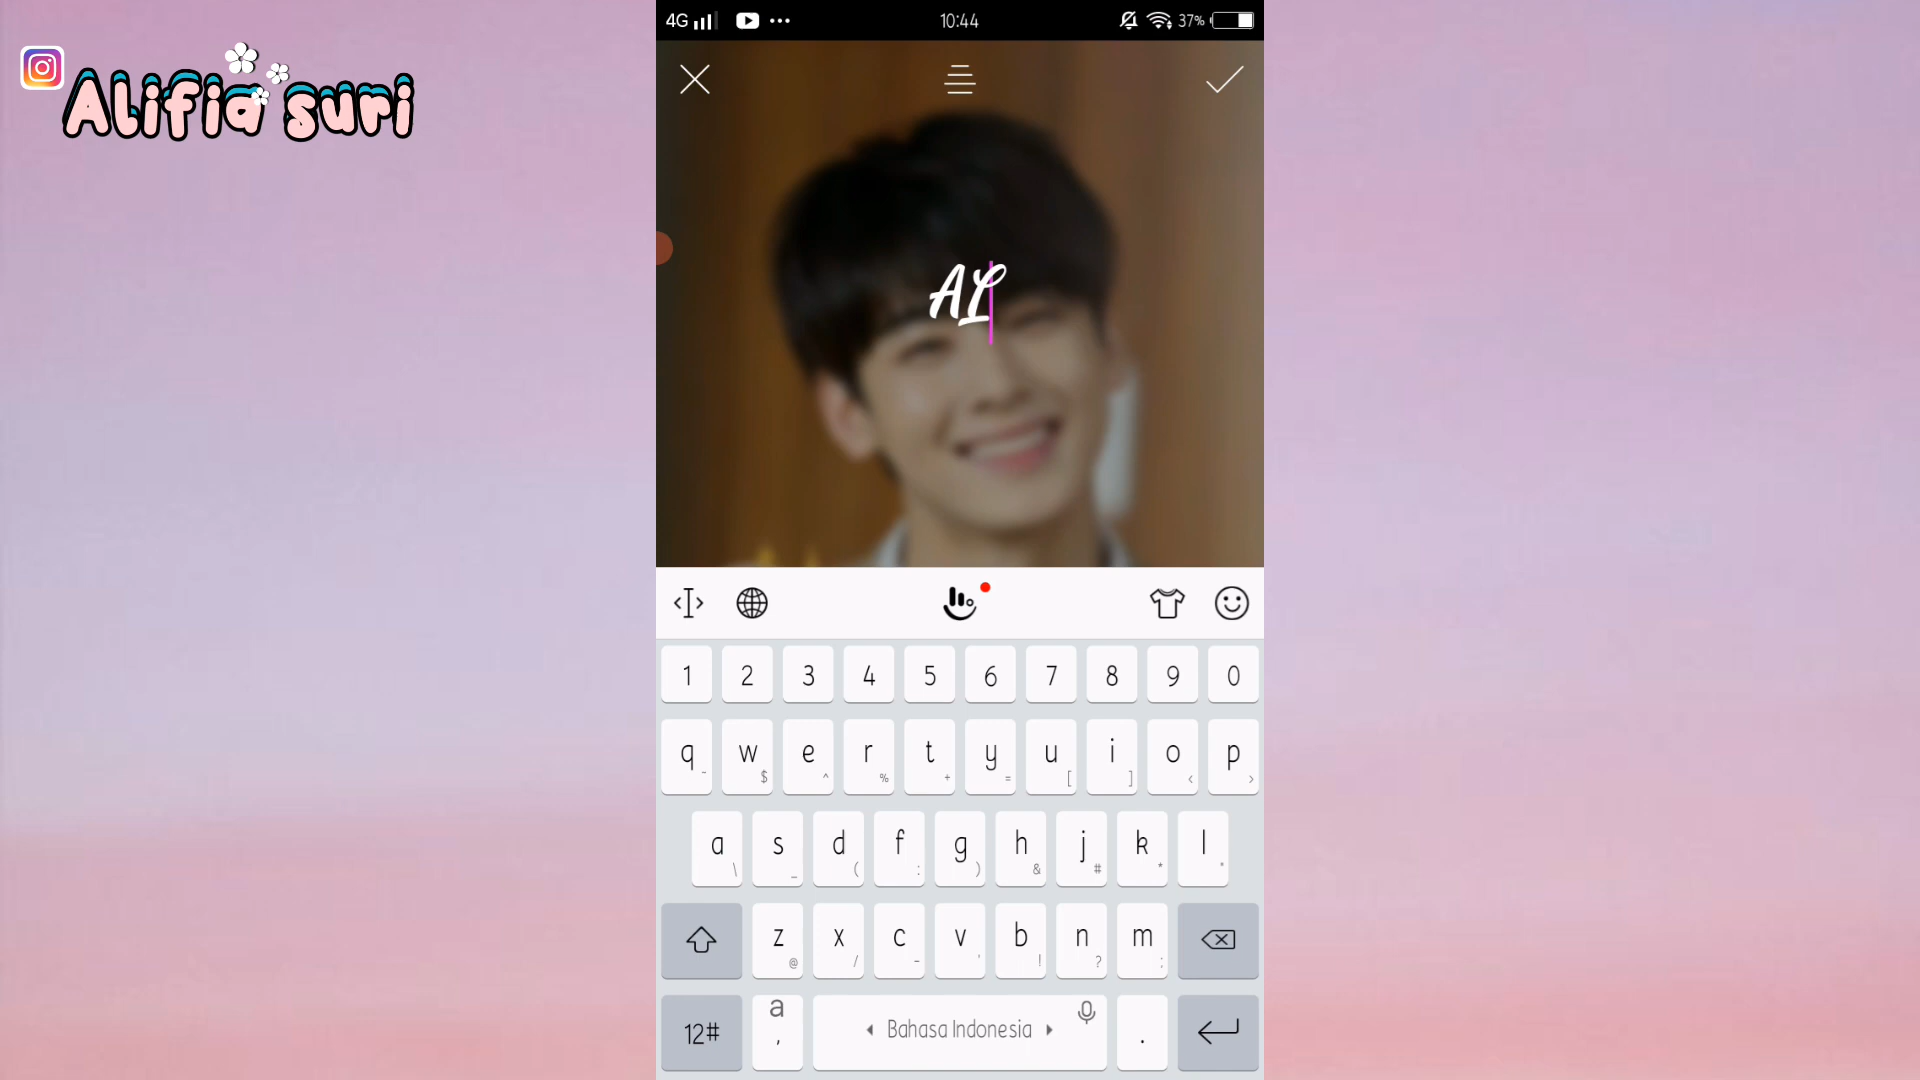 Alifia suri
4G 10:44 37%
AL
1 2 3 4 5 6 7 8 9 0
q w e r t y u i o p
- $ ^ % + = [ ] < >
a s d f g h j k l
\ _ ( : ) & # * "
z x c v b n m
@ / - ' ! ? ;
12# a , Bahasa Indonesia .